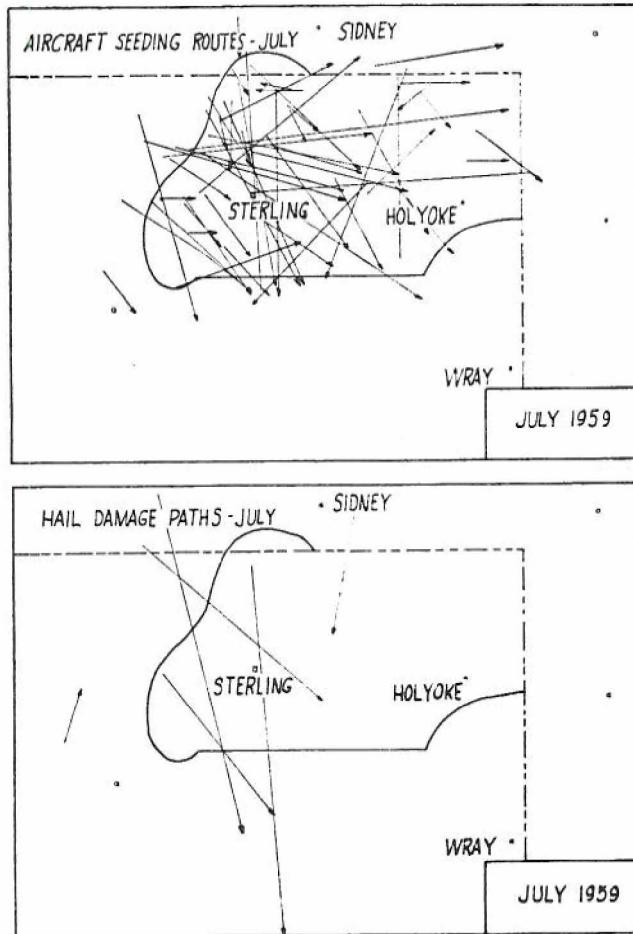 AIRCRAFT SEEDING ROUTES - JULY
SIDNEY
STERLING
HOLYOKE
WRAY
JULY 1959
HAIL DAMAGE PATHS - JULY
SIDNEY
STERLING
HOLYOKE
WRAY
JULY 1959